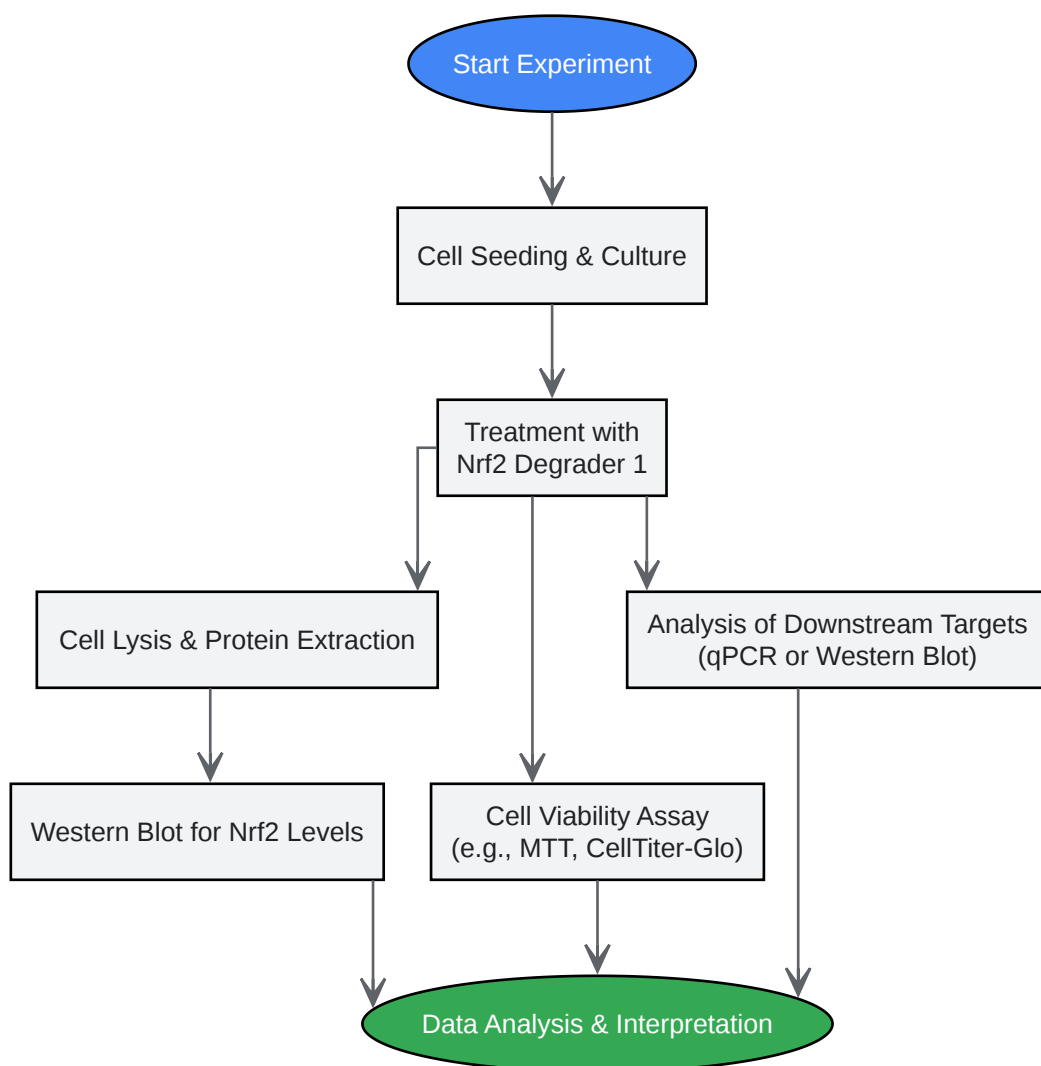 Start Experiment
Cell Seeding & Culture
Treatment with
Nrf2 Degrader 1
Cell Lysis & Protein Extraction
Analysis of Downstream Targets
(qPCR or Western Blot)
Western Blot for Nrf2 Levels
Cell Viability Assay
(e.g., MTT, CellTiter-Glo)
Data Analysis & Interpretation